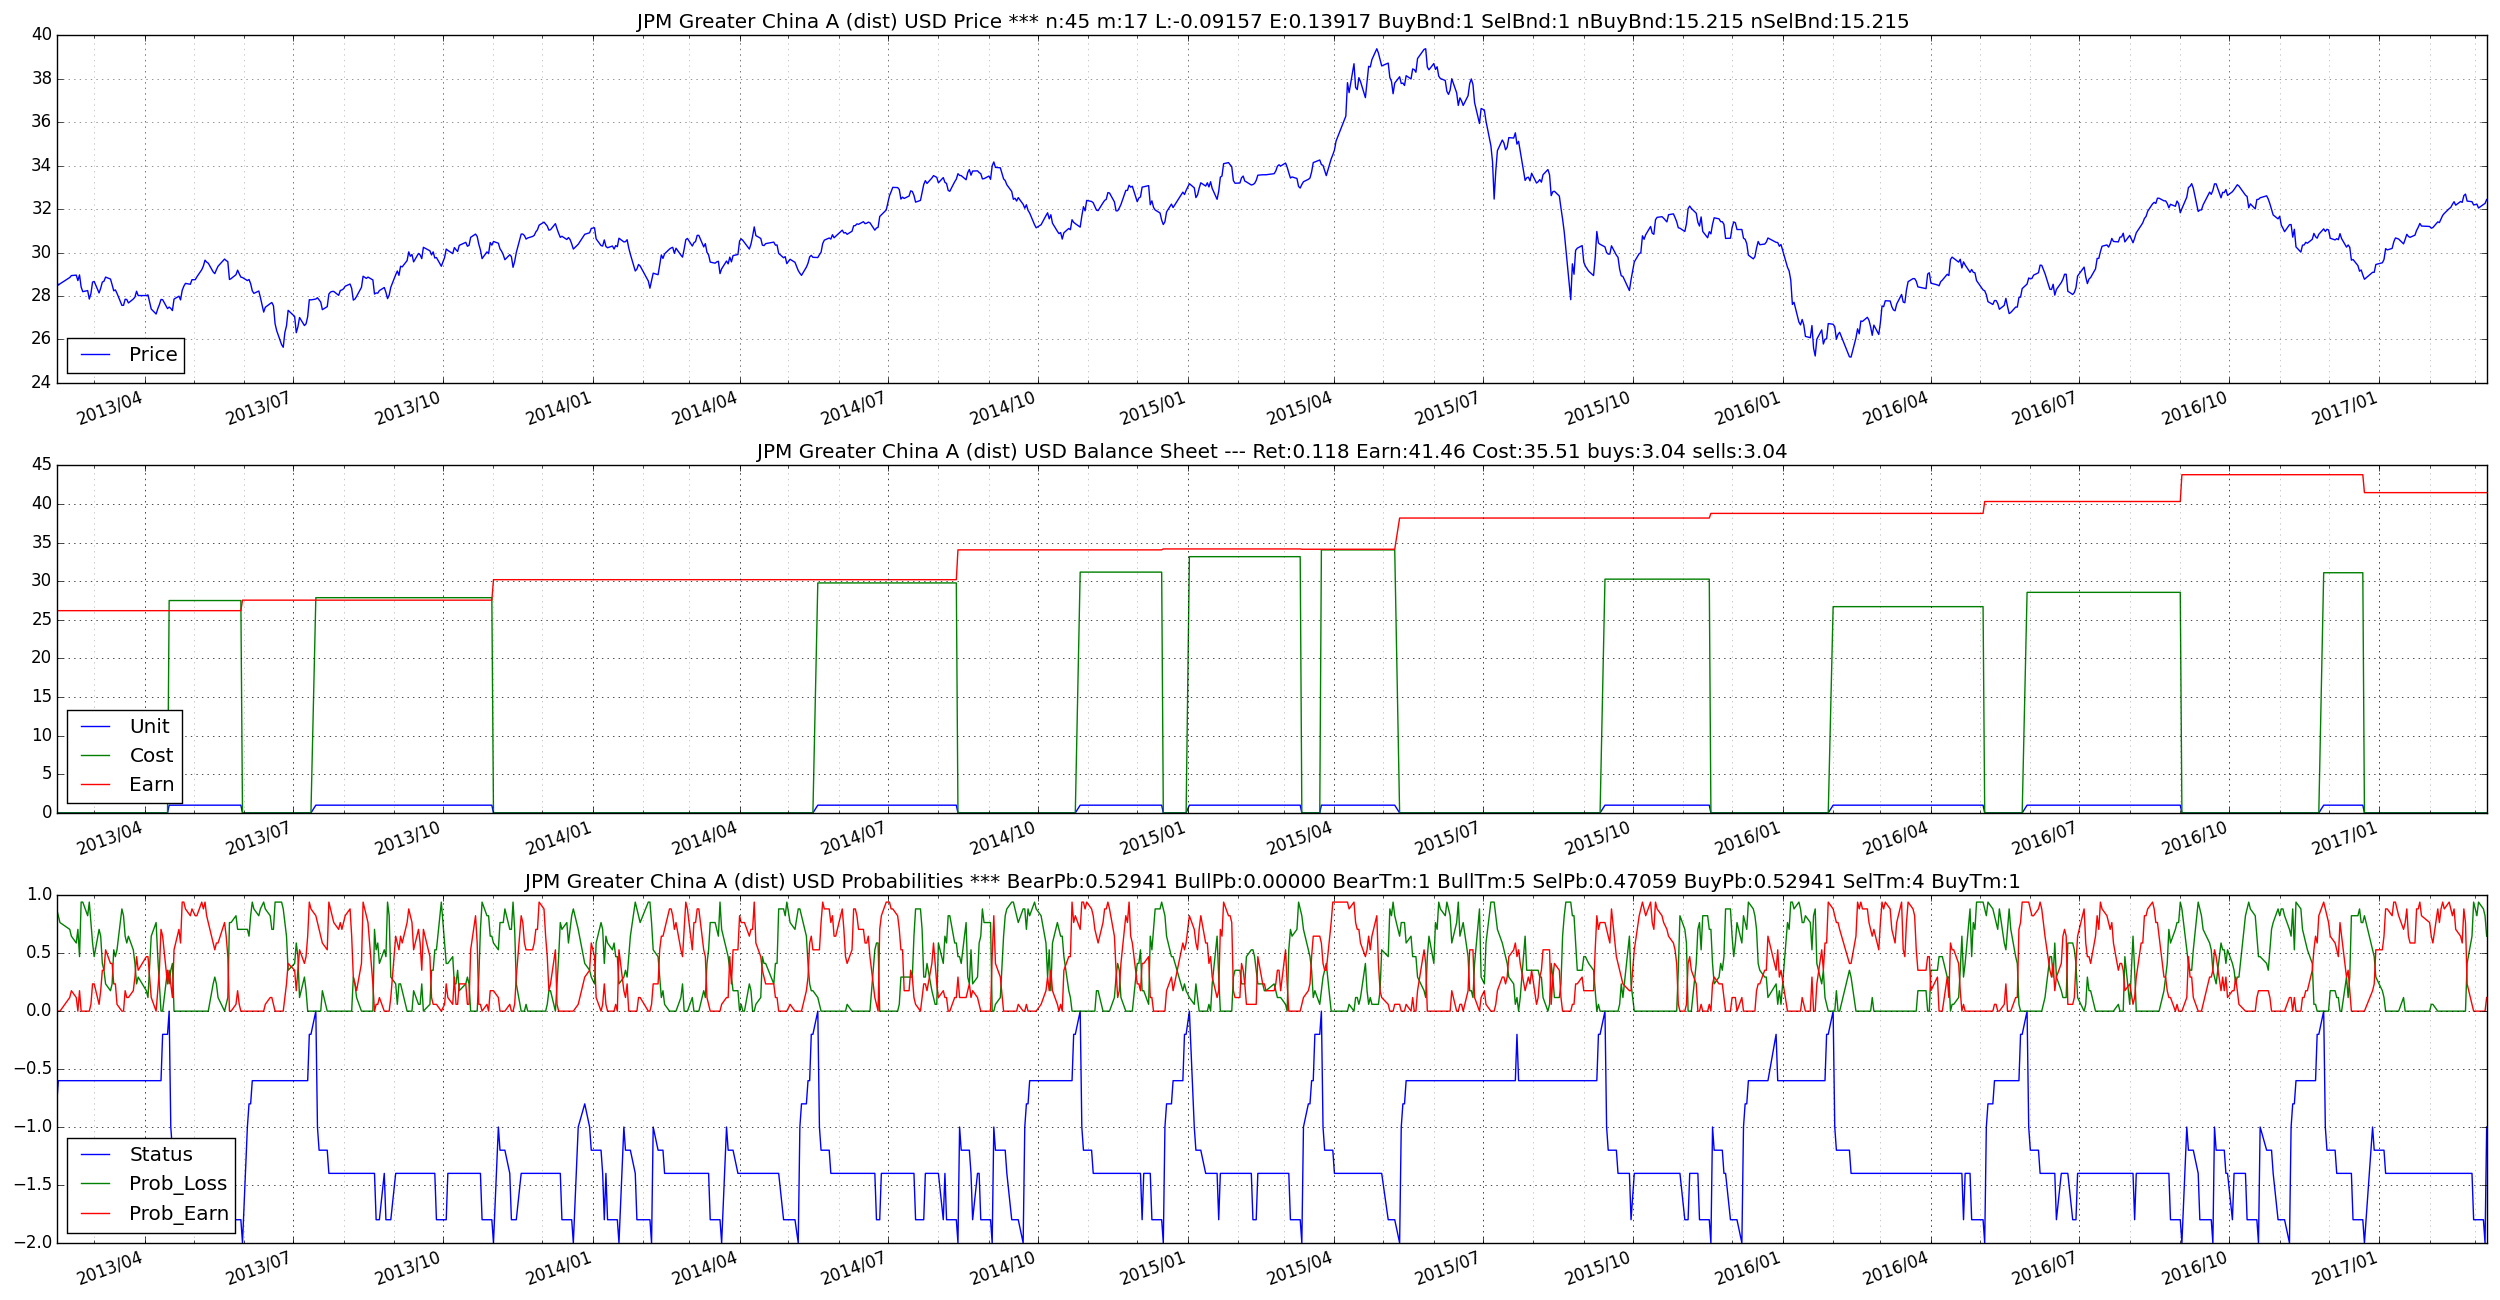 JPM Greater China A (dist) USD Price *** n:45 m:17 L:-0.09157 E:0.13917 BuyBnd:1 SelBnd:1 nBuyBnd:15.215 nSelBnd:15.215
40
38
36
34
32
30
28
26
24
Price
2013/04 2013/07 2013/10 2014/01 2014/04 2014/07 2014/10 2015/01 2015/04 2015/07 2015/10 2016/01 2016/04 2016/07 2016/10 2017/01
JPM Greater China A (dist) USD Balance Sheet --- Ret:0.118 Earn:41.46 Cost:35.51 buys:3.04 sells:3.04
45
40
35
30
25
20
15
10
5
0
Unit
Cost
Earn
2013/04 2013/07 2013/10 2014/01 2014/04 2014/07 2014/10 2015/01 2015/04 2015/07 2015/10 2016/01 2016/04 2016/07 2016/10 2017/01
JPM Greater China A (dist) USD Probabilities *** BearPb:0.52941 BullPb:0.00000 BearTm:1 BullTm:5 SelPb:0.47059 BuyPb:0.52941 SelTm:4 BuyTm:1
1.0
0.5
0.0
−0.5
−1.0
−1.5
−2.0
Status
Prob_Loss
Prob_Earn
2013/04 2013/07 2013/10 2014/01 2014/04 2014/07 2014/10 2015/01 2015/04 2015/07 2015/10 2016/01 2016/04 2016/07 2016/10 2017/01